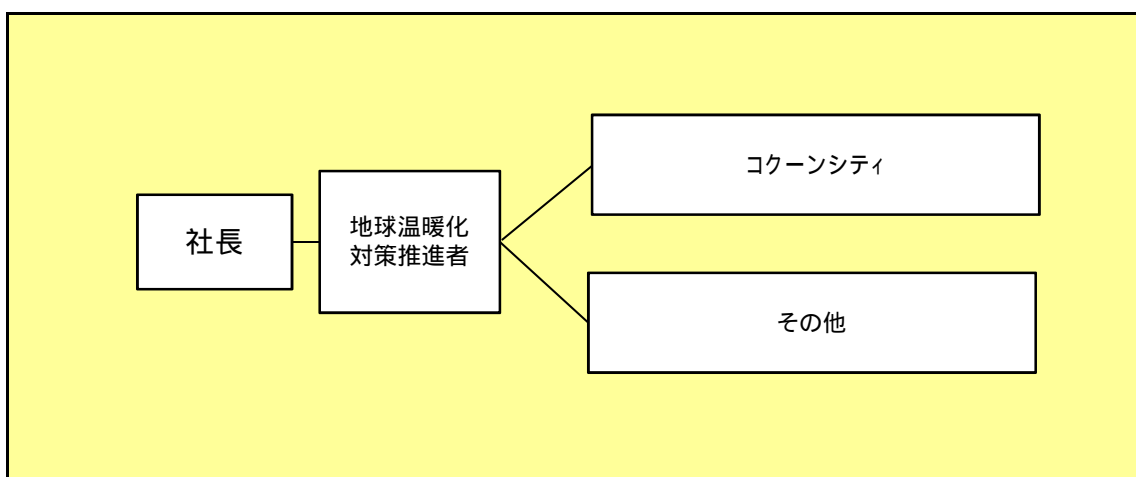 社長
地球温暖化
対策推進者
コクーンシティ
その他